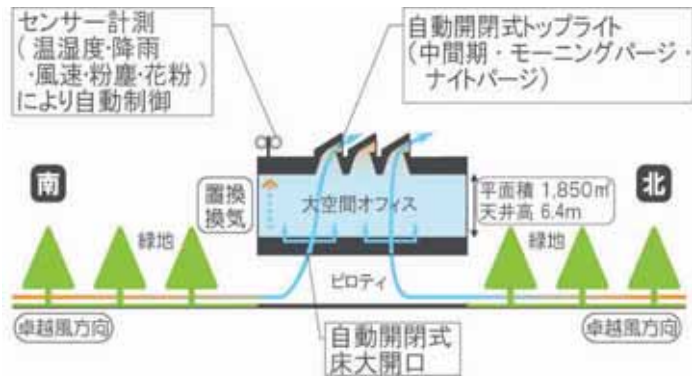 センサー計測
(温湿度・降雨
・風速・粉塵・花粉)
により自動制御
自動開閉式トップライト
(中間期・モーニングパージ・
ナイトパージ)
南
置換
換気
大空間オフィス
平面積 1,850㎡
天井高 6.4m
北
緑地
緑地
ピロティ
卓越風方向
卓越風方向
自動開閉式
床大開口